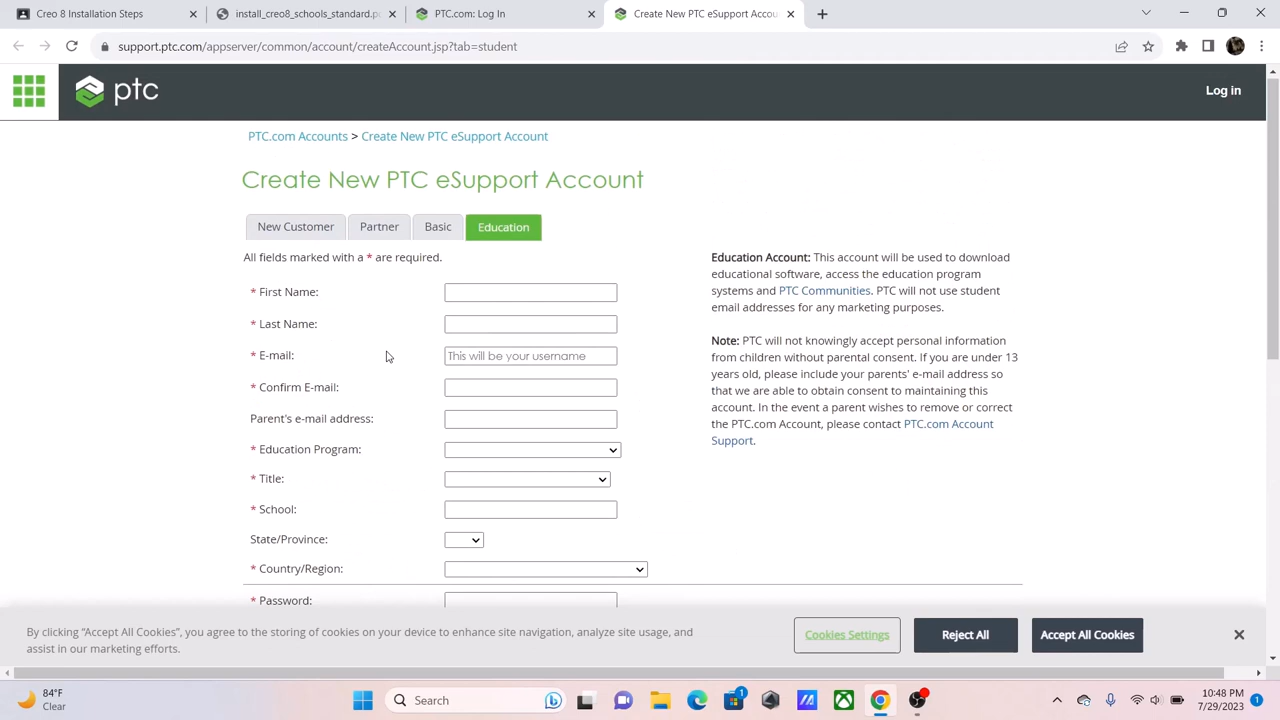 Creo 8 Installation Steps
install_creo8_schools_standard.pd
PTC.com: Log In
Create New PTC eSupport Accou
support.ptc.com/appserver/common/account/createAccount.jsp?tab=student
ptc
Log in
PTC.com Accounts > Create New PTC eSupport Account
Create New PTC eSupport Account
New Customer
Partner
Basic
Education
All fields marked with a * are required.
* First Name:
* Last Name:
* E-mail:
This will be your username
* Confirm E-mail:
Parent's e-mail address:
* Education Program:
* Title:
* School:
State/Province:
* Country/Region:
* Password:
Education Account: This account will be used to download
educational software, access the education program
systems and PTC Communities. PTC will not use student
email addresses for any marketing purposes.
Note: PTC will not knowingly accept personal information
from children without parental consent. If you are under 13
years old, please include your parents' e-mail address so
that we are able to obtain consent to maintaining this
account. In the event a parent wishes to remove or correct
the PTC.com Account, please contact PTC.com Account
Support.
By clicking “Accept All Cookies”, you agree to the storing of cookies on your device to enhance site navigation, analyze site usage, and
assist in our marketing efforts.
Cookies Settings
Reject All
Accept All Cookies
84°F
Clear
Search
1
10:48 PM
7/29/2023
1